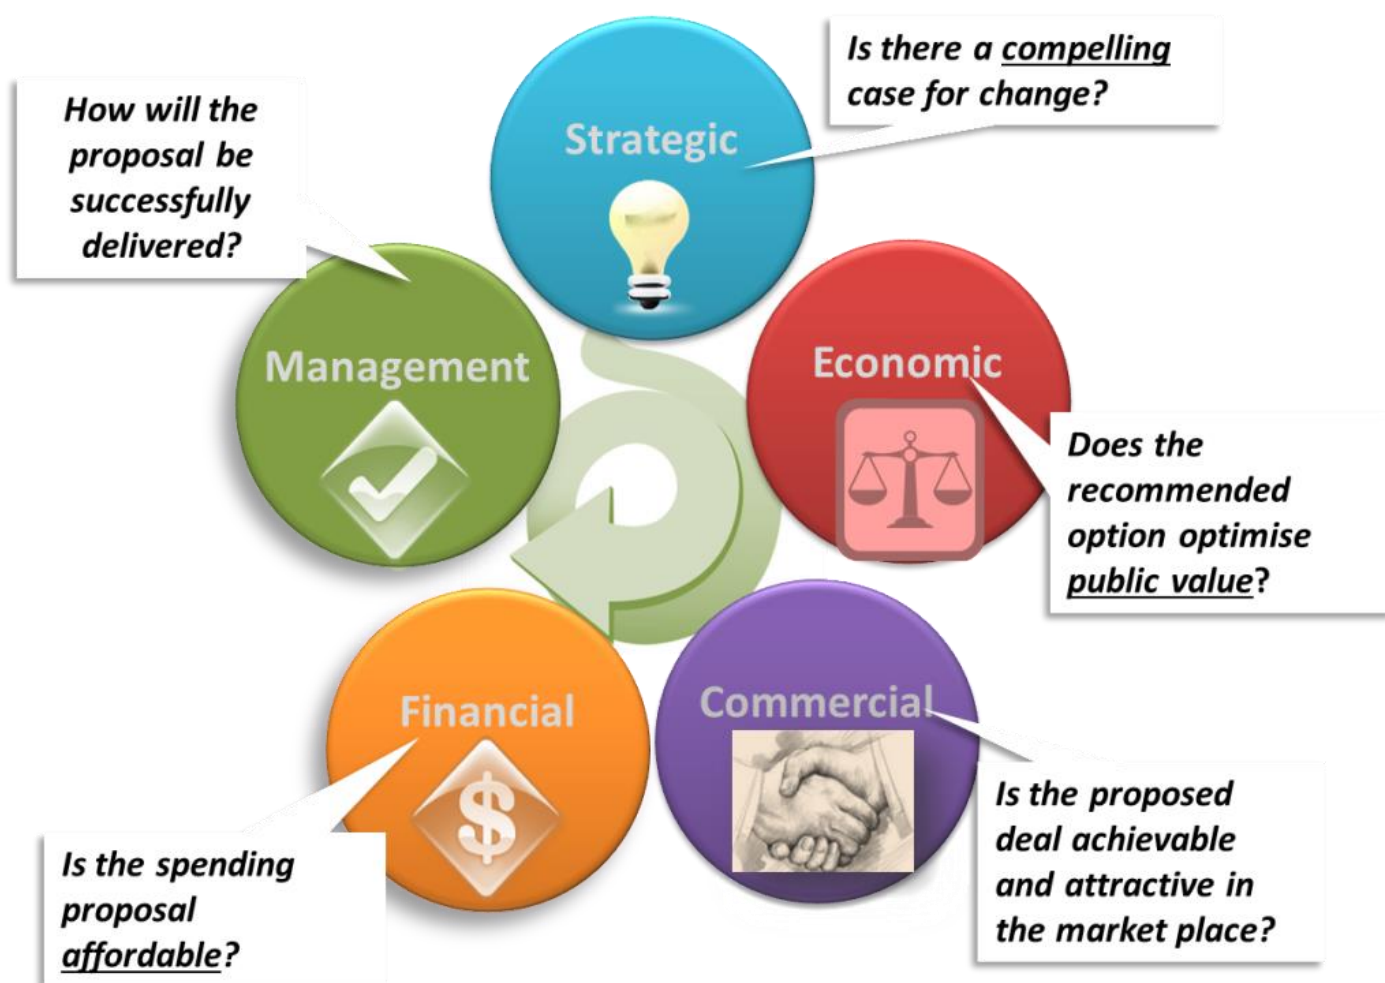 Strategic
Is there a compelling
case for change?
Economic
Does the
recommended
option optimise
public value?
Commercial
Is the proposed
deal achievable
and attractive in
the market place?
Financial
$
Is the spending
proposal
affordable?
Management
How will the
proposal be
successfully
delivered?